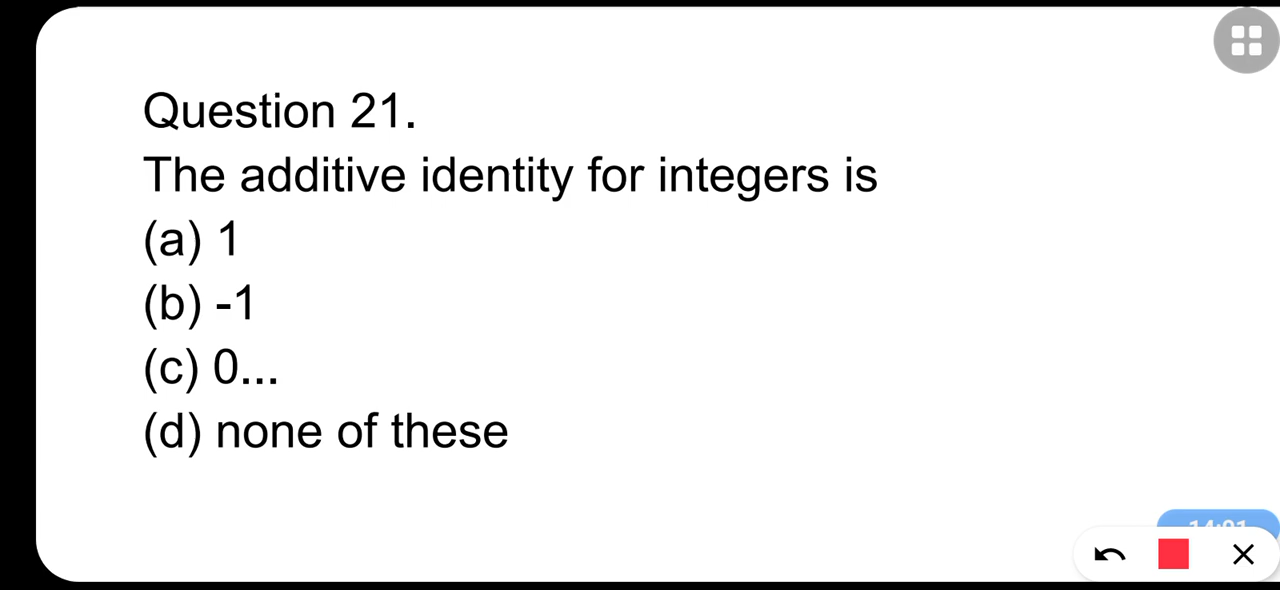 Question 21.
The additive identity for integers is
(a) 1
(b) -1
(c) 0...
(d) none of these